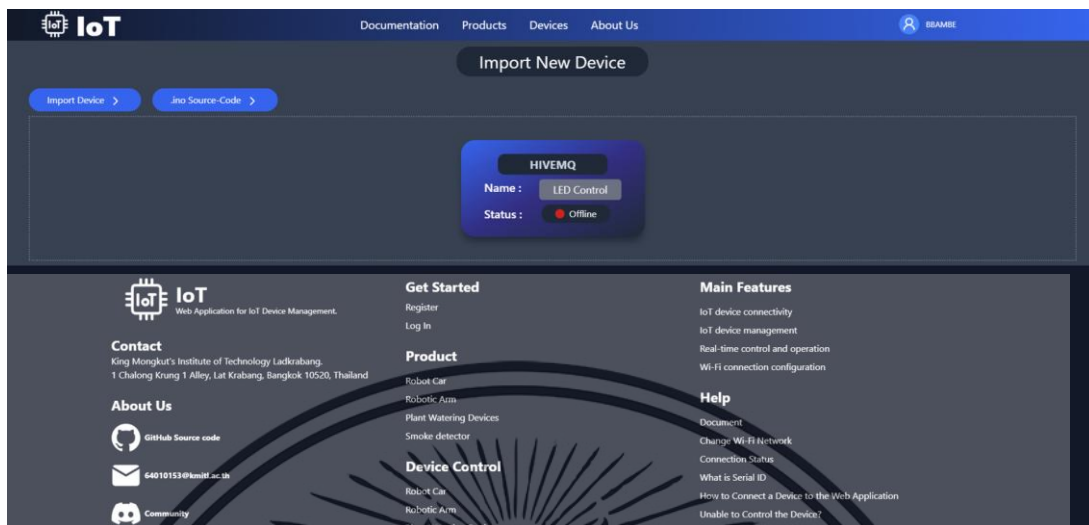 IoT IoT
Documentation Products Devices About Us
BBAMBE
Import New Device
Import Device >
.ino Source-Code >
HIVEMQ
Name : LED Control
Status : Offline
IoT IoT
Web Application for IoT Device Management.
Contact
King Mongkut's Institute of Technology Ladkrabang.
1 Chalong Krung 1 Alley, Lat Krabang, Bangkok 10520, Thailand
About Us
GitHub Source code
64010153@kmitl.ac.th
Community
Get Started
Register
Log In
Product
Robot Car
Robotic Arm
Plant Watering Devices
Smoke detector
Device Control
Robot Car
Robotic Arm
Main Features
IoT device connectivity
IoT device management
Real-time control and operation
Wi-Fi connection configuration
Help
Document
Change Wi-Fi Network
Connection Status
What is Serial ID
How to Connect a Device to the Web Application
Unable to Control the Device?